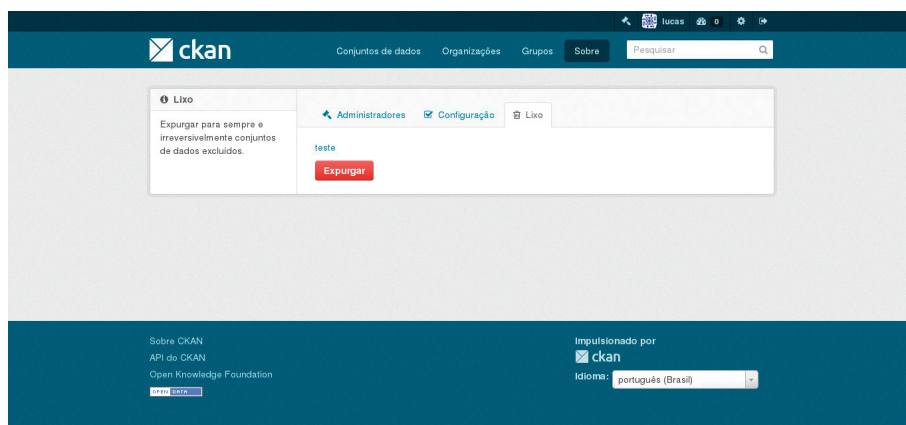 lucas 0
ckan Conjuntos de dados Organizações Grupos Sobre Pesquisar
Lixo
Expurgar para sempre e
irreversivelmente conjuntos
de dados excluídos.
Administradores Configuração Lixo
teste
Expurgar
Sobre CKAN
API do CKAN
Open Knowledge Foundation
OPEN DATA
Impulsionado por
ckan
Idioma: português (Brasil)